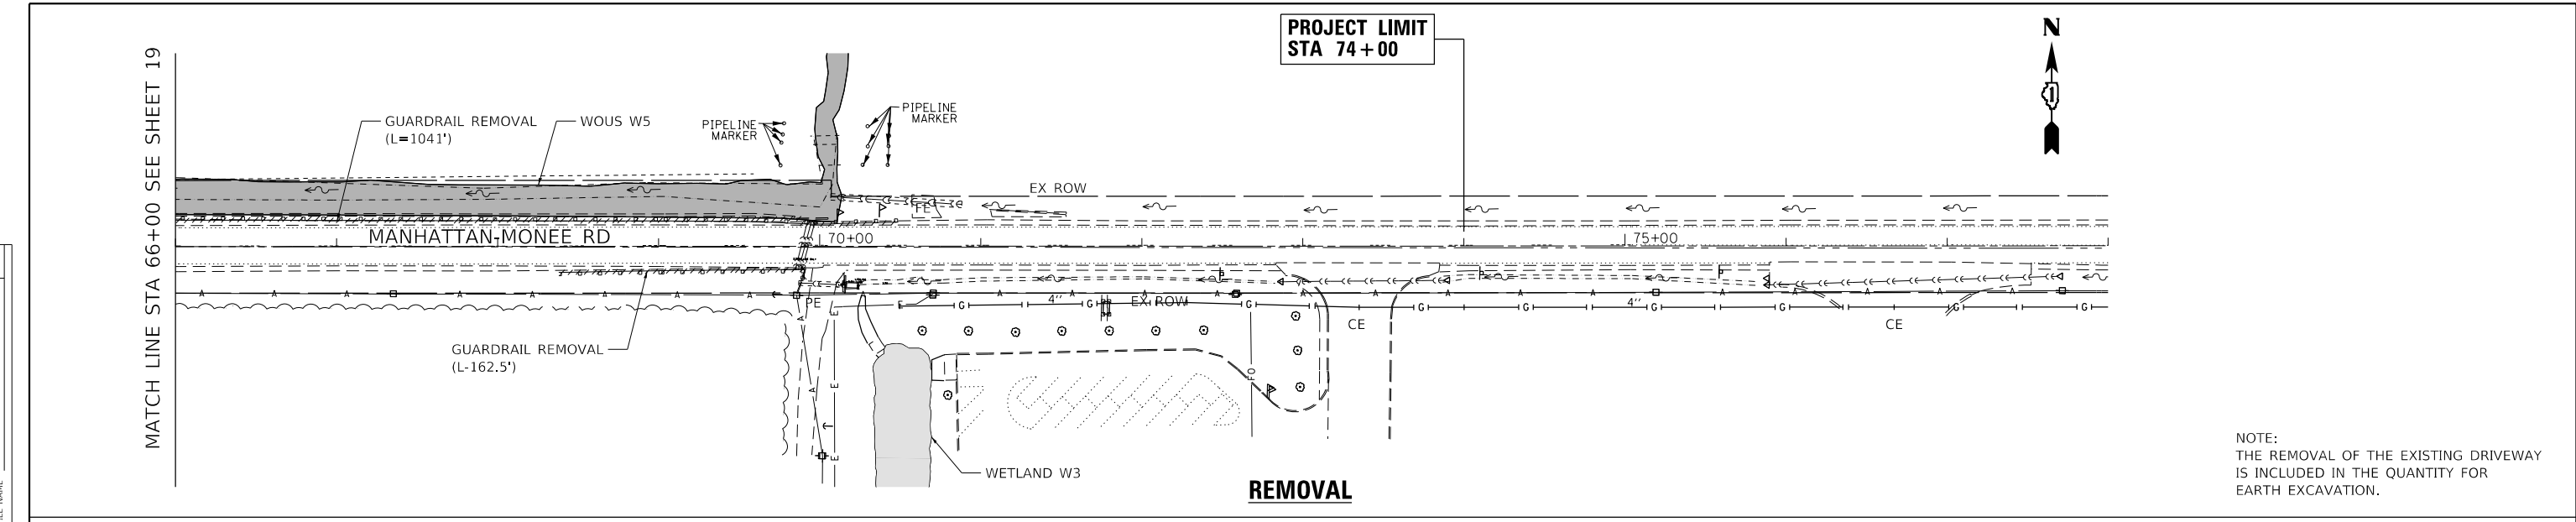 PROJECT LIMIT
STA 74+00
N
MATCH LINE STA 66+00 SEE SHEET 19
GUARDRAIL REMOVAL
(L=1041')
WOUS W5
PIPELINE
MARKER
PIPELINE
MARKER
EX ROW
FE
MANHATTAN-MONEE RD
70+00
75+00
PE
4''
EX ROW
4''
CE
CE
FO
GUARDRAIL REMOVAL
(L-162.5')
WETLAND W3
REMOVAL
NOTE:
THE REMOVAL OF THE EXISTING DRIVEWAY
IS INCLUDED IN THE QUANTITY FOR
EARTH EXCAVATION.